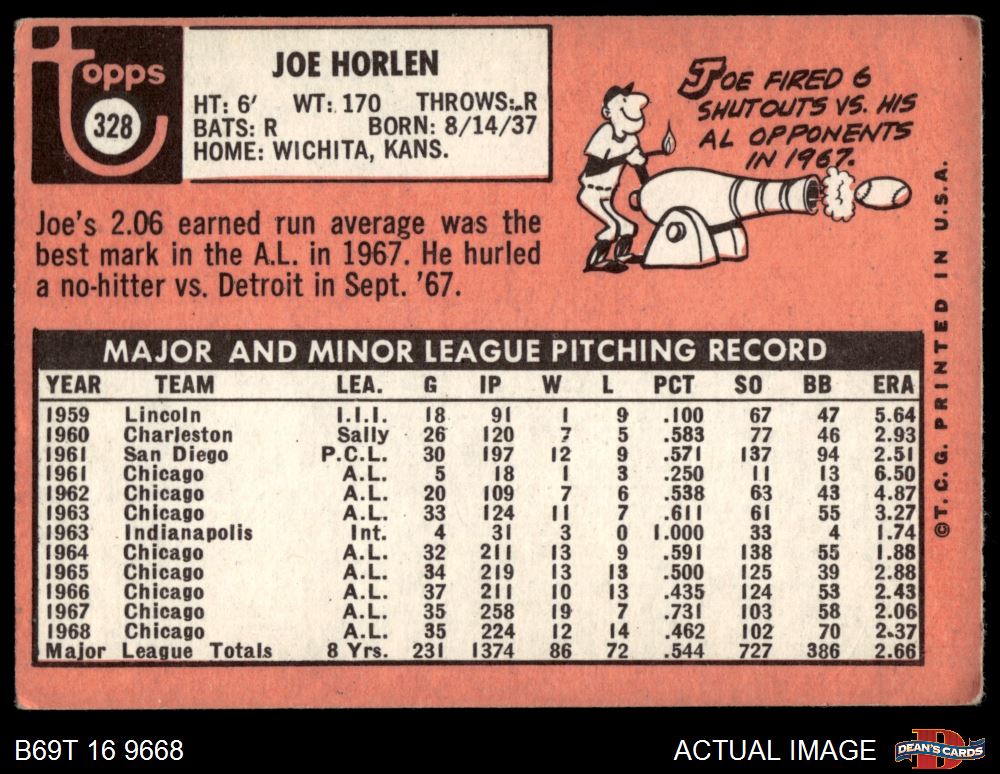 topps
328
JOE HORLEN
HT: 6' WT: 170 THROWS: R
BATS: R BORN: 8/14/37
HOME: WICHITA, KANS.
JOE FIRED 6
SHUTOUTS VS. HIS
AL OPPONENTS
IN 1967.
Joe's 2.06 earned run average was the
best mark in the A.L. in 1967. He hurled
a no-hitter vs. Detroit in Sept. '67.
MAJOR AND MINOR LEAGUE PITCHING RECORD
YEAR TEAM LEA. G IP W L PCT SO BB ERA
1959 Lincoln I.I.I. 18 91 1 9 .100 67 47 5.64
1960 Charleston Sally 26 120 7 5 .583 77 46 2.93
1961 San Diego P.C.L. 30 197 12 9 .571 137 94 2.51
1961 Chicago A.L. 5 18 1 3 .250 11 13 6.50
1962 Chicago A.L. 20 109 7 6 .538 63 43 4.87
1963 Chicago A.L. 33 124 11 7 .611 61 55 3.27
1963 Indianapolis Int. 4 31 3 0 1.000 33 4 1.74
1964 Chicago A.L. 32 211 13 9 .591 138 55 1.88
1965 Chicago A.L. 34 219 13 13 .500 125 39 2.88
1966 Chicago A.L. 37 211 10 13 .435 124 53 2.43
1967 Chicago A.L. 35 258 19 7 .731 103 58 2.06
1968 Chicago A.L. 35 224 12 14 .462 102 70 2.37
Major League Totals 8 Yrs. 231 1374 86 72 .544 727 386 2.66
©T.C.G. PRINTED IN U.S.A.
B69T 16 9668
ACTUAL IMAGE
D
DEAN'S CARDS